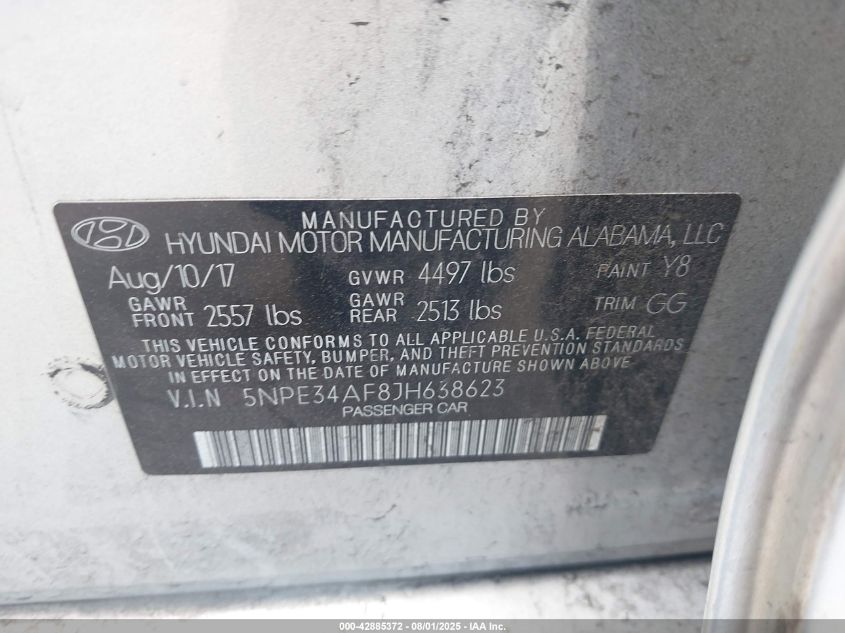 MANUFACTURED BY
HYUNDAI MOTOR MANUFACTURING ALABAMA, LLC
Aug/10/17 GVWR 4497 lbs PAINT Y8
GAWR FRONT 2557 lbs GAWR REAR 2513 lbs TRIM GG
THIS VEHICLE CONFORMS TO ALL APPLICABLE U.S.A. FEDERAL
MOTOR VEHICLE SAFETY, BUMPER, AND THEFT PREVENTION STANDARDS
IN EFFECT ON THE DATE OF MANUFACTURE SHOWN ABOVE.
V.I.N 5NPE34AF8JH638623
PASSENGER CAR
000-42885372 - 08/01/2025 - IAA Inc.